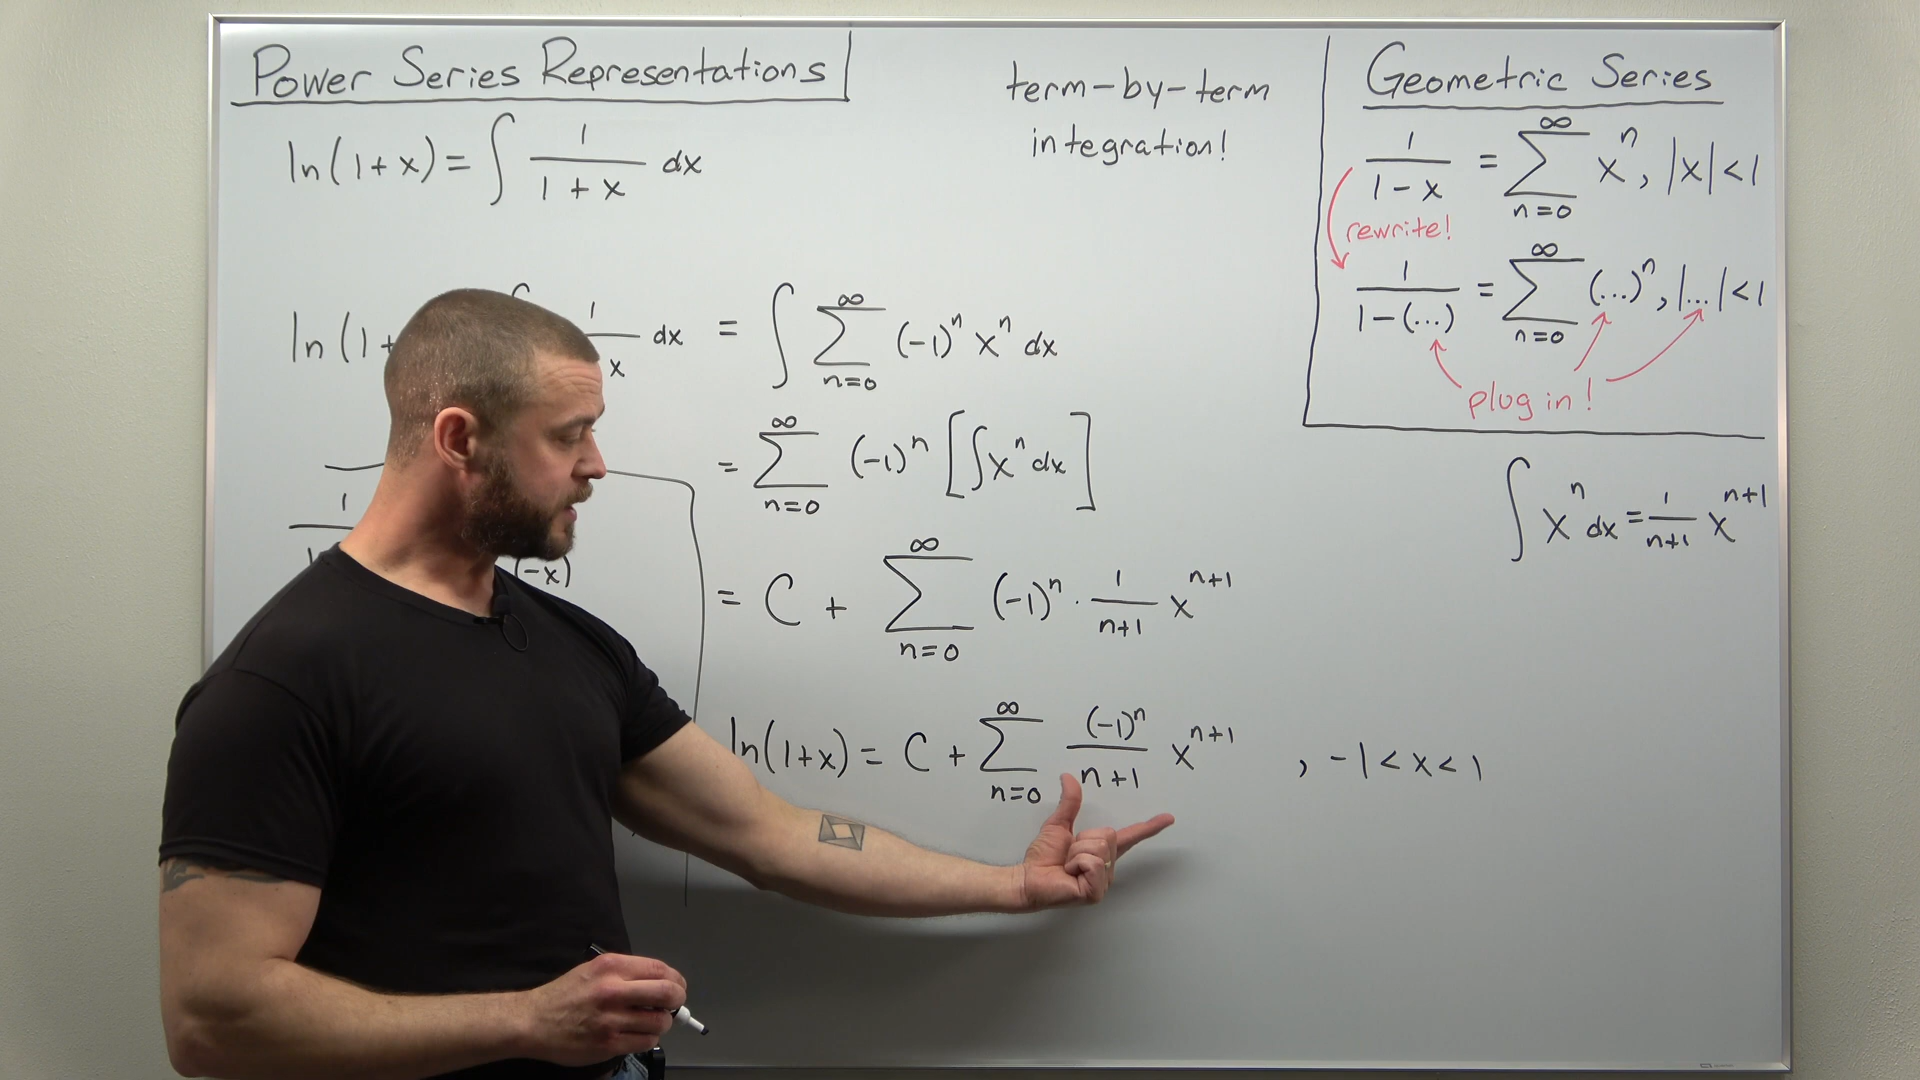 Power Series Representations
ln(1+x) = ∫ 1/(1+x) dx
term-by-term
integration!
Geometric Series
1/(1-x) = ∑_{n=0}^{∞} x^n, |x|<1
rewrite!
1/(1-(...)) = ∑_{n=0}^{∞} (...)^n, |...|<1
plug in!
ln(1+ 1/ x dx = ∫ ∑_{n=0}^{∞} (-1)^n x^n dx
= ∑_{n=0}^{∞} (-1)^n [∫x^n dx]
∫ x^n dx = 1/(n+1) x^{n+1}
1
(-x)
= C + ∑_{n=0}^{∞} (-1)^n · 1/(n+1) x^{n+1}
ln(1+x) = C + ∑_{n=0}^{∞} (-1)^n/(n+1) x^{n+1} , -1<x<1